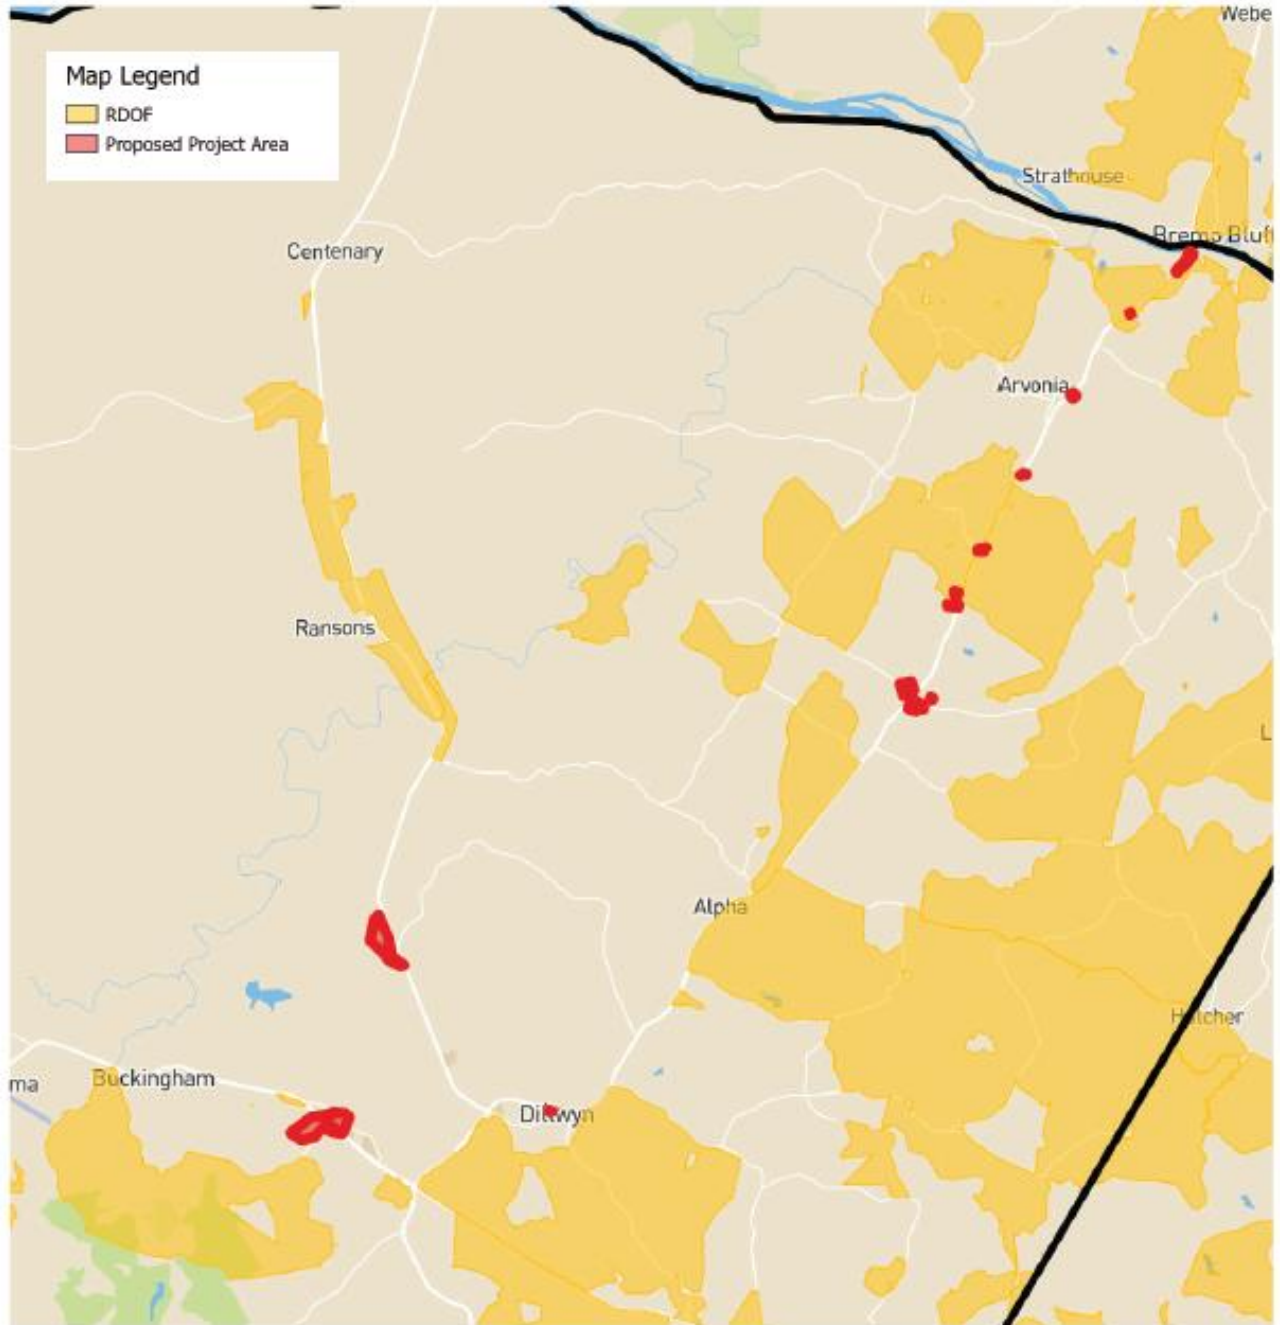 Webe
Map Legend
RDOF
Proposed Project Area
Strathouse
Bremo Bluff
Centenary
Arvonia
Ransons
L
Alpha
Hatcher
Buckingham
ma
Dillwyn